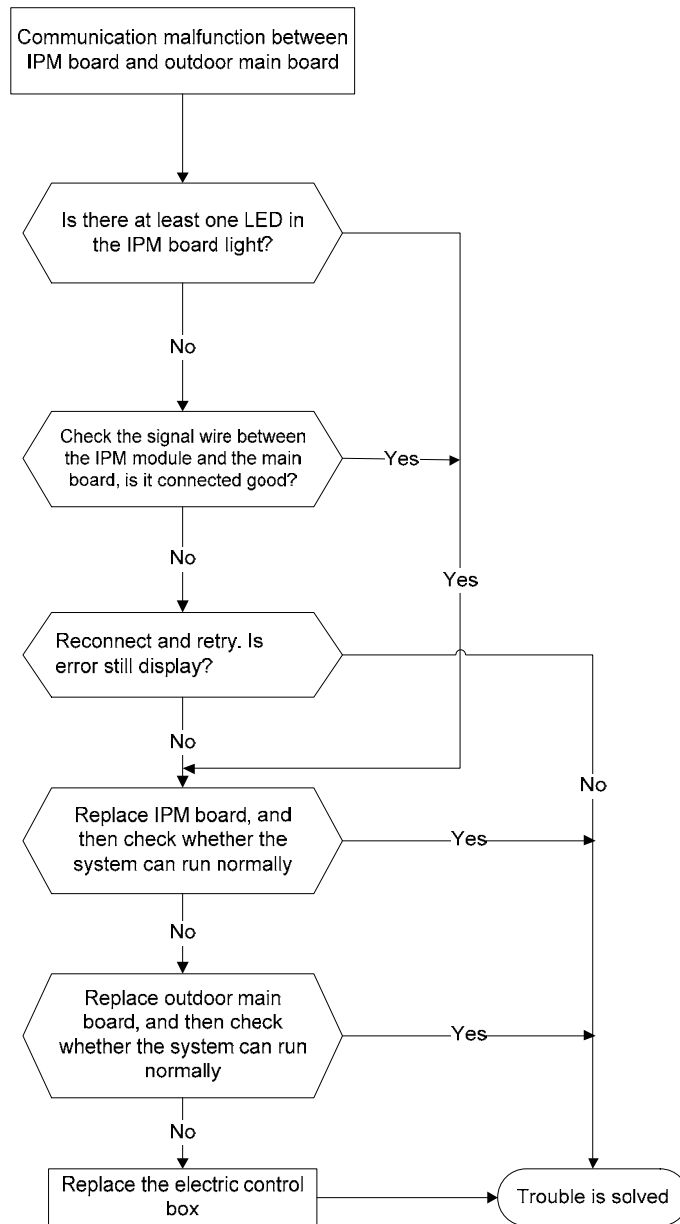 Communication malfunction between
IPM board and outdoor main board
Is there at least one LED in
the IPM board light?
No
Check the signal wire between
the IPM module and the main
board, is it connected good?
Yes
No
Yes
Reconnect and retry. Is
error still display?
No
No
Replace IPM board, and
then check whether the
system can run normally
Yes
No
Replace outdoor main
board, and then check
whether the system can run
normally
Yes
No
Replace the electric control
box
Trouble is solved